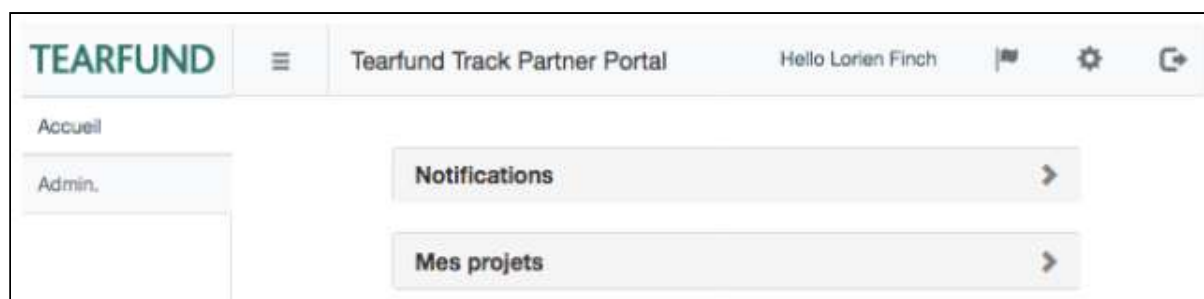 TEARFUND
Tearfund Track Partner Portal
Hello Lorien Finch
Accueil
Admin.
Notifications
Mes projets